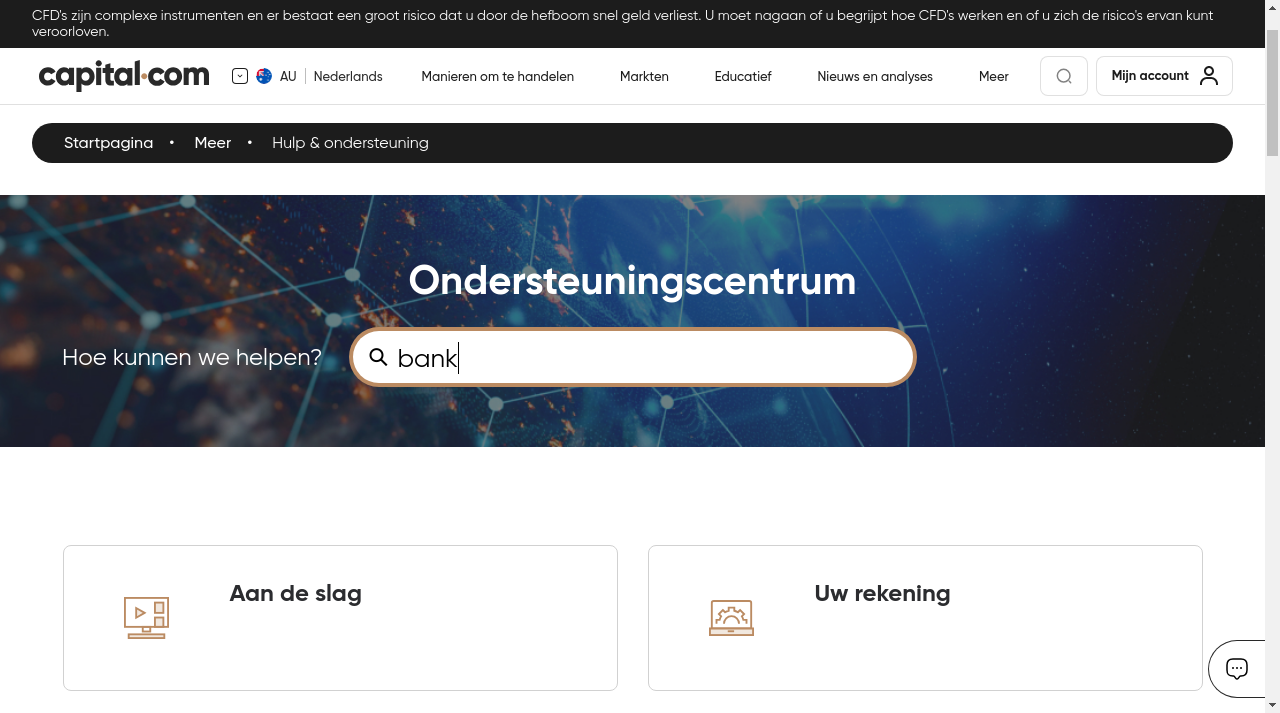 CFD's zijn complexe instrumenten en er bestaat een groot risico dat u door de hefboom snel geld verliest. U moet nagaan of u begrijpt hoe CFD's werken en of u zich de risico's ervan kunt
veroorloven.
capital.com
AU
Nederlands
Manieren om te handelen
Markten
Educatief
Nieuws en analyses
Meer
Mijn account
Startpagina • Meer • Hulp & ondersteuning
Ondersteuningscentrum
Hoe kunnen we helpen?
bank
Aan de slag
Uw rekening